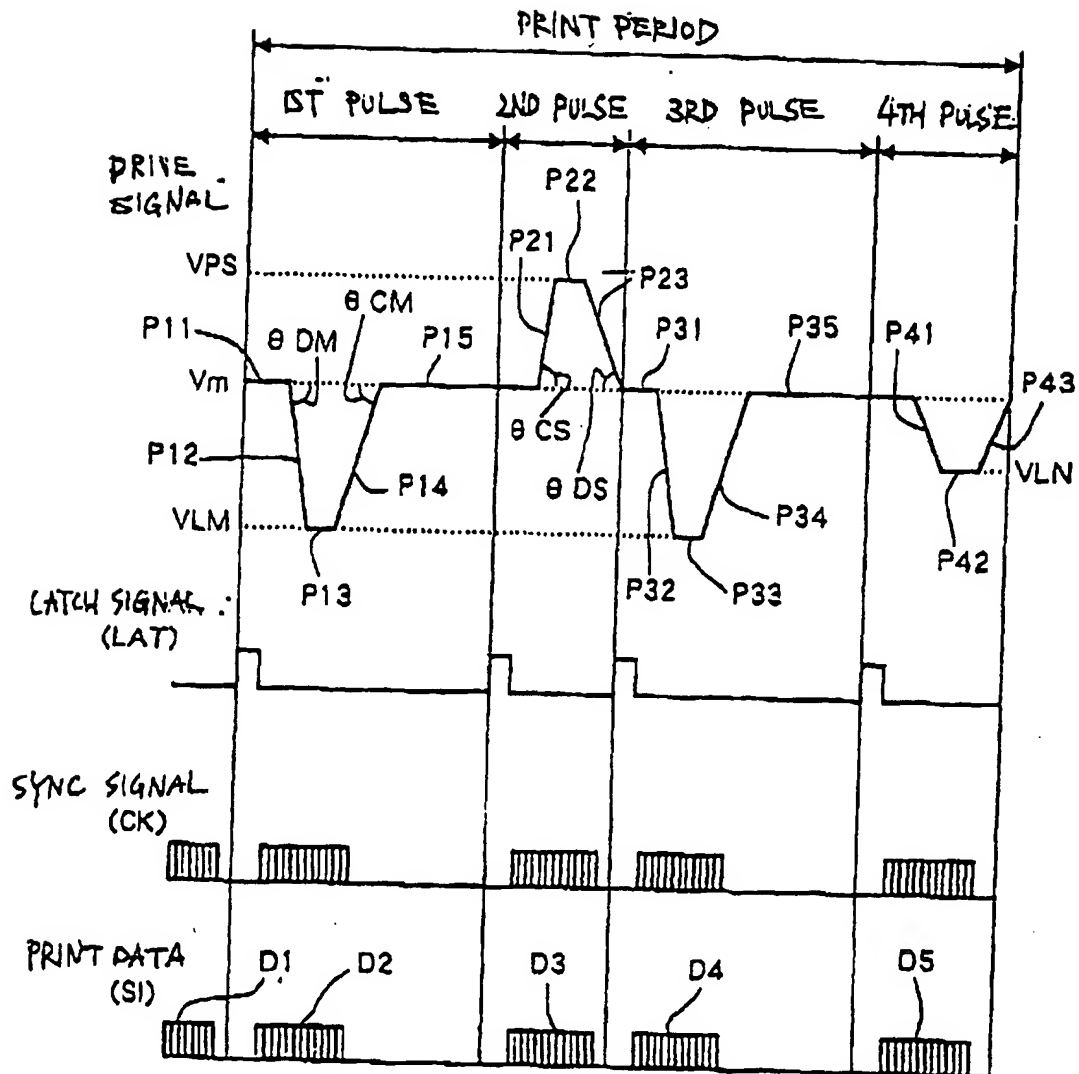 PRINT PERIOD
1ST PULSE
2ND PULSE
3RD PULSE
4TH PULSE
DRIVE
SIGNAL
P22
P21
P23
VPS
θ CM
P11
θ DM
P15
P31
P35
P41
Vm
P43
θ CS
P12
θ DS
P14
VLN
P34
VLM
P42
P13
P32
P33
LATCH SIGNAL
(LAT)
SYNC SIGNAL
(CK)
PRINT DATA
(SI)
D1
D2
D3
D4
D5